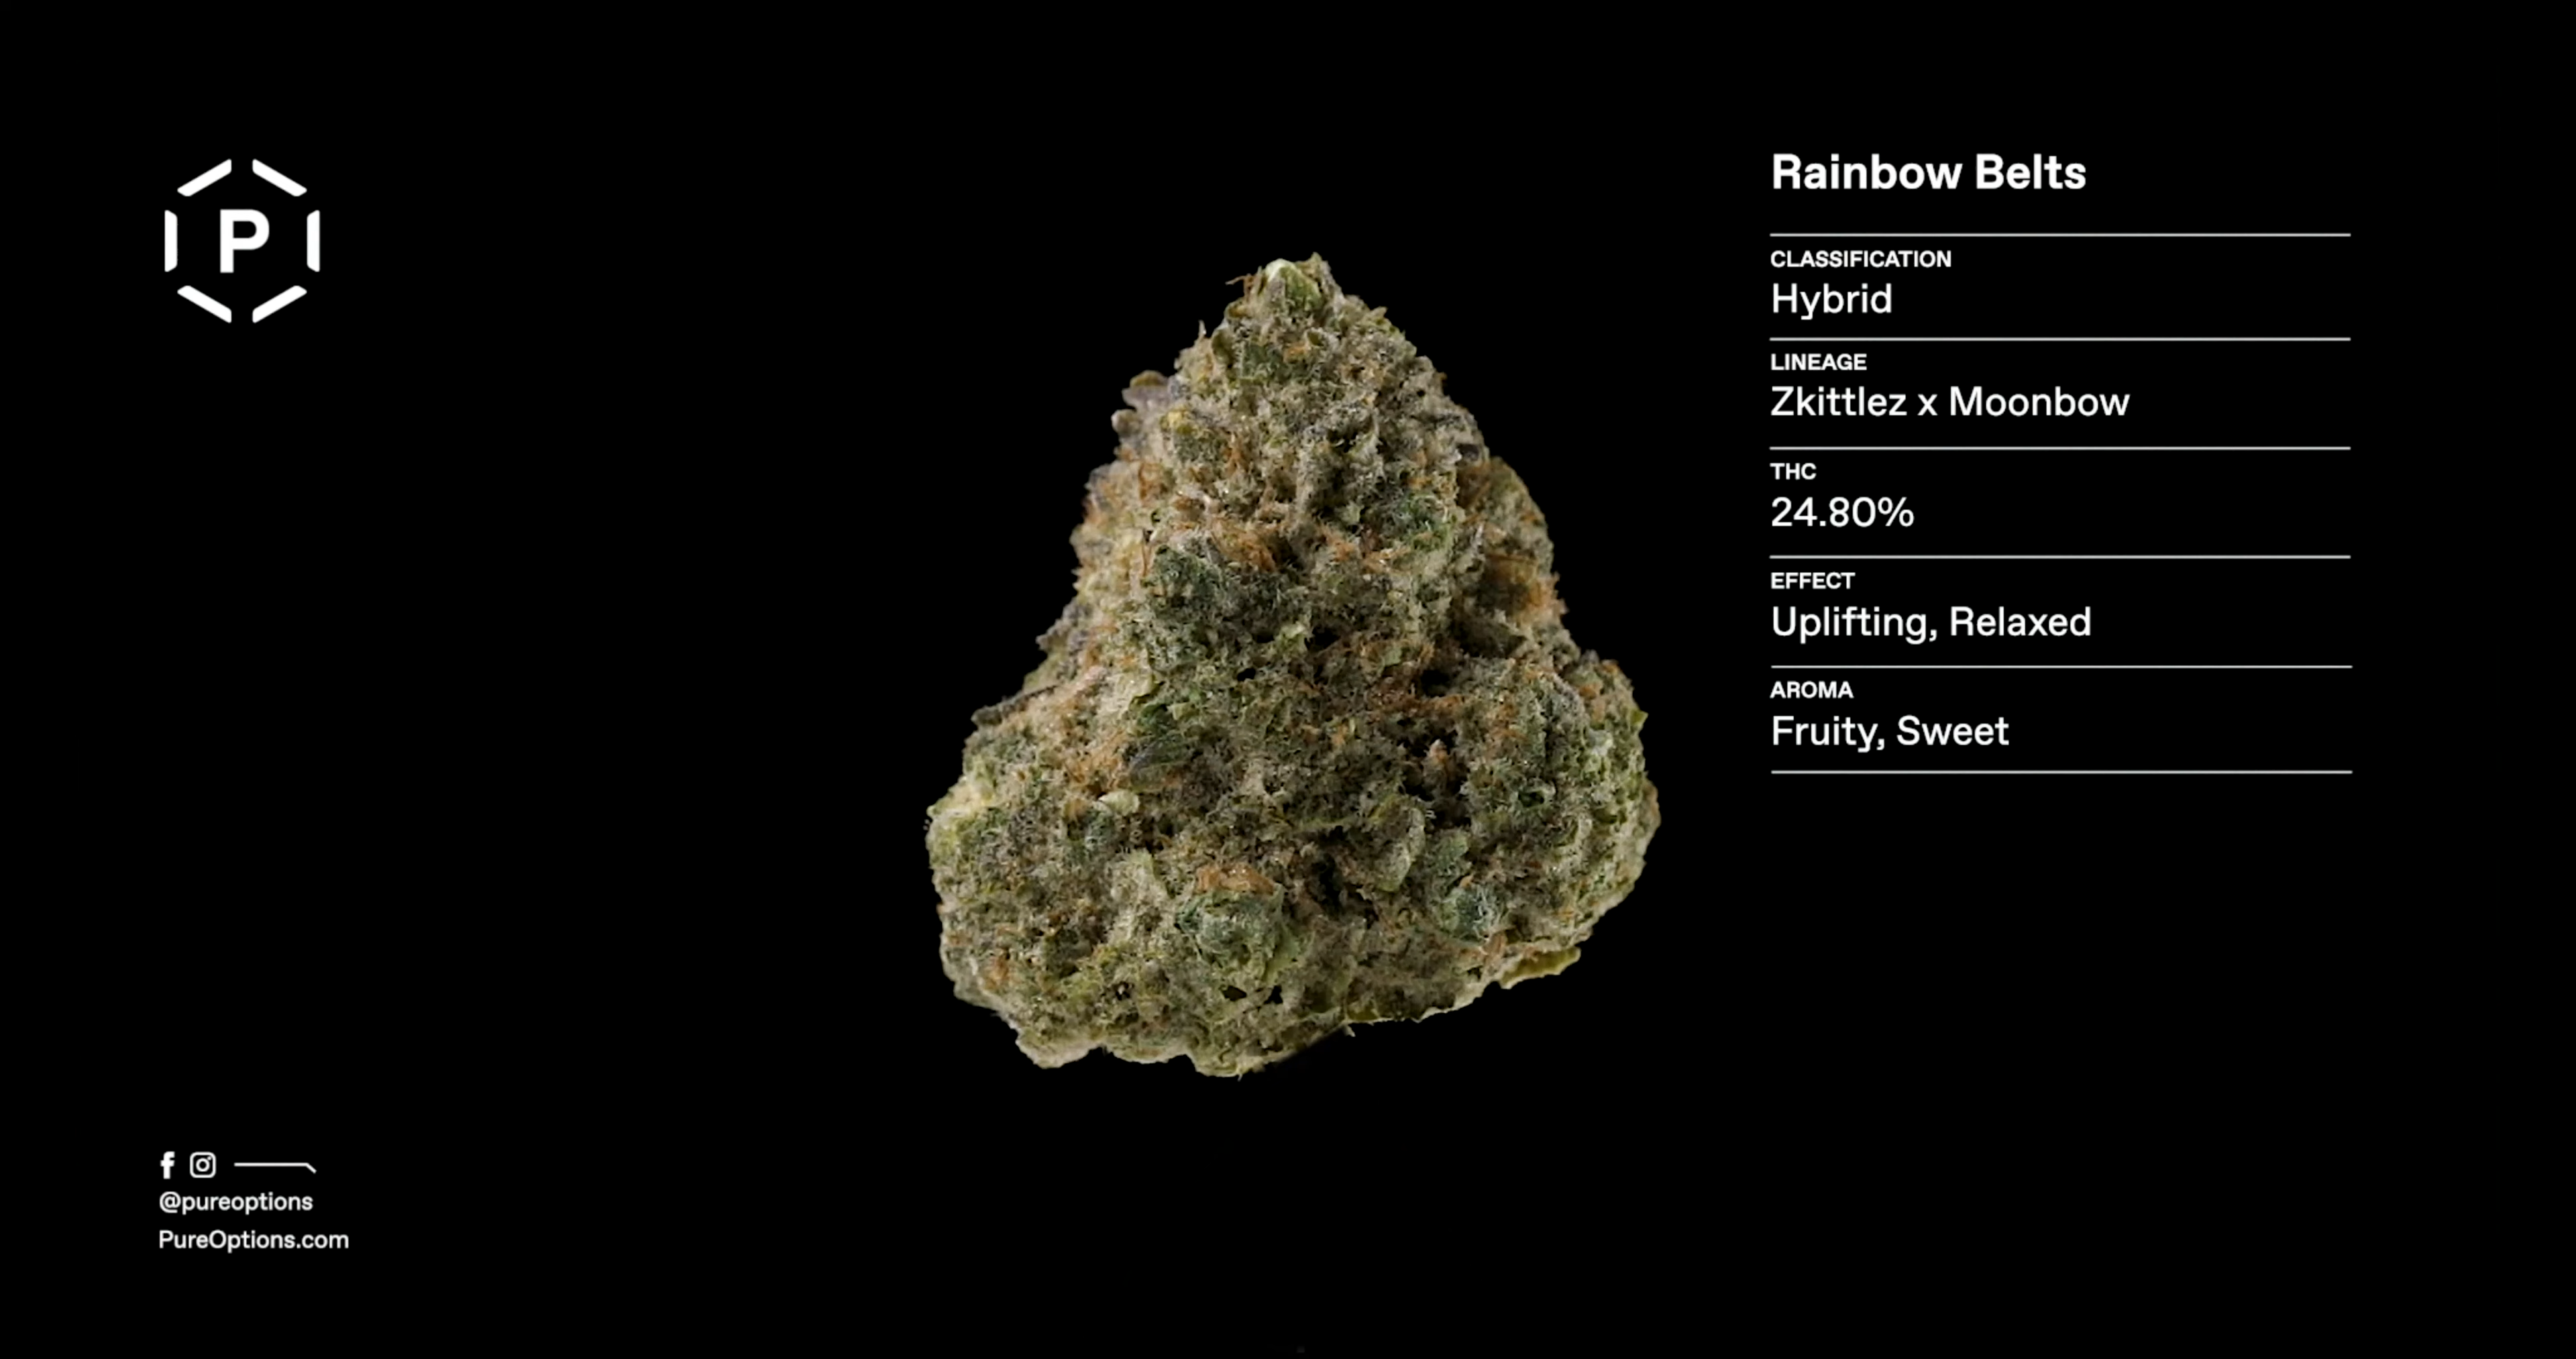 P
Rainbow Belts
CLASSIFICATION
Hybrid
LINEAGE
Zkittlez x Moonbow
THC
24.80%
EFFECT
Uplifting, Relaxed
AROMA
Fruity, Sweet
@pureoptions
PureOptions.com